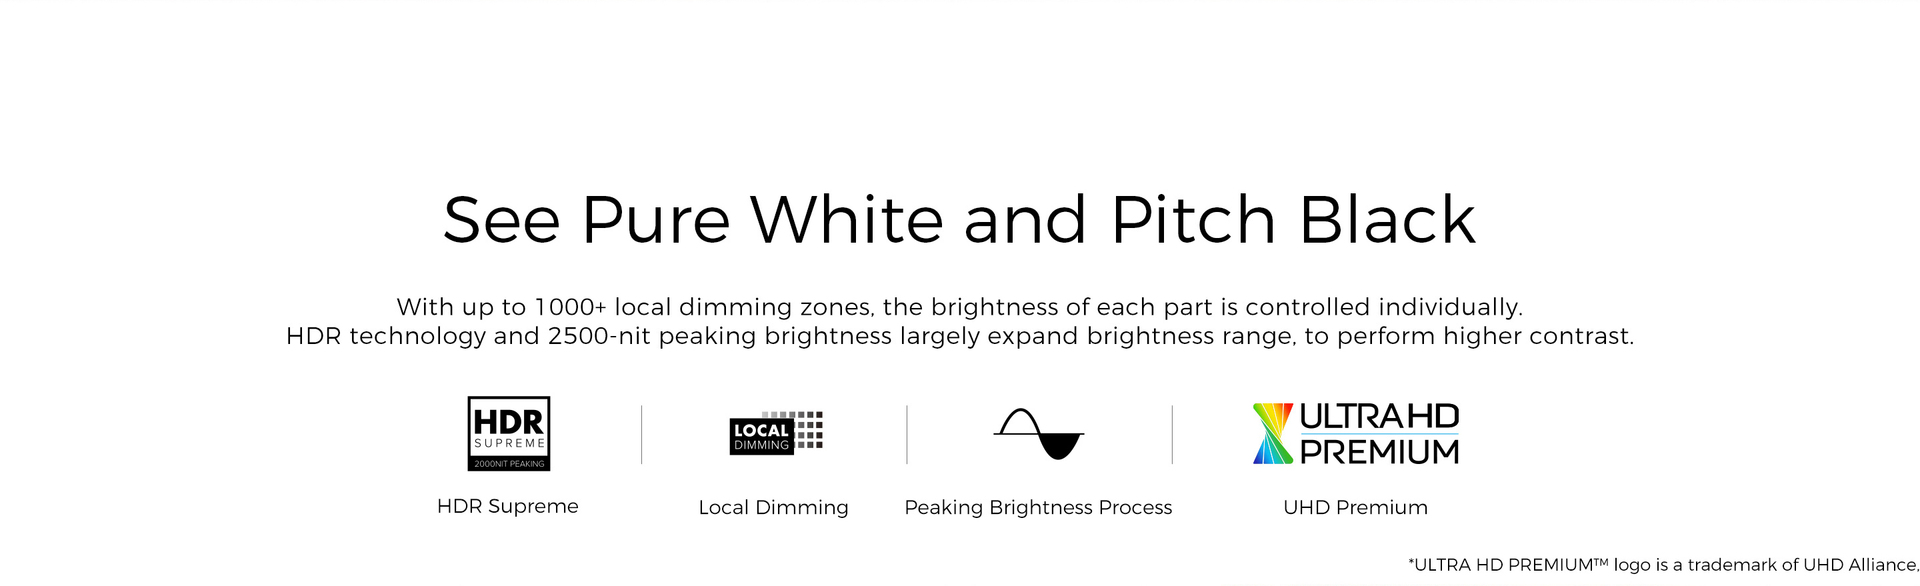 See Pure White and Pitch Black
With up to 1000+ local dimming zones, the brightness of each part is controlled individually.
HDR technology and 2500-nit peaking brightness largely expand brightness range, to perform higher contrast.
HDR
SUPREME
2000NIT PEAKING
LOCAL
DIMMING
ULTRA HD
PREMIUM
HDR Supreme
Local Dimming
Peaking Brightness Process
UHD Premium
*ULTRA HD PREMIUM™ logo is a trademark of UHD Alliance,